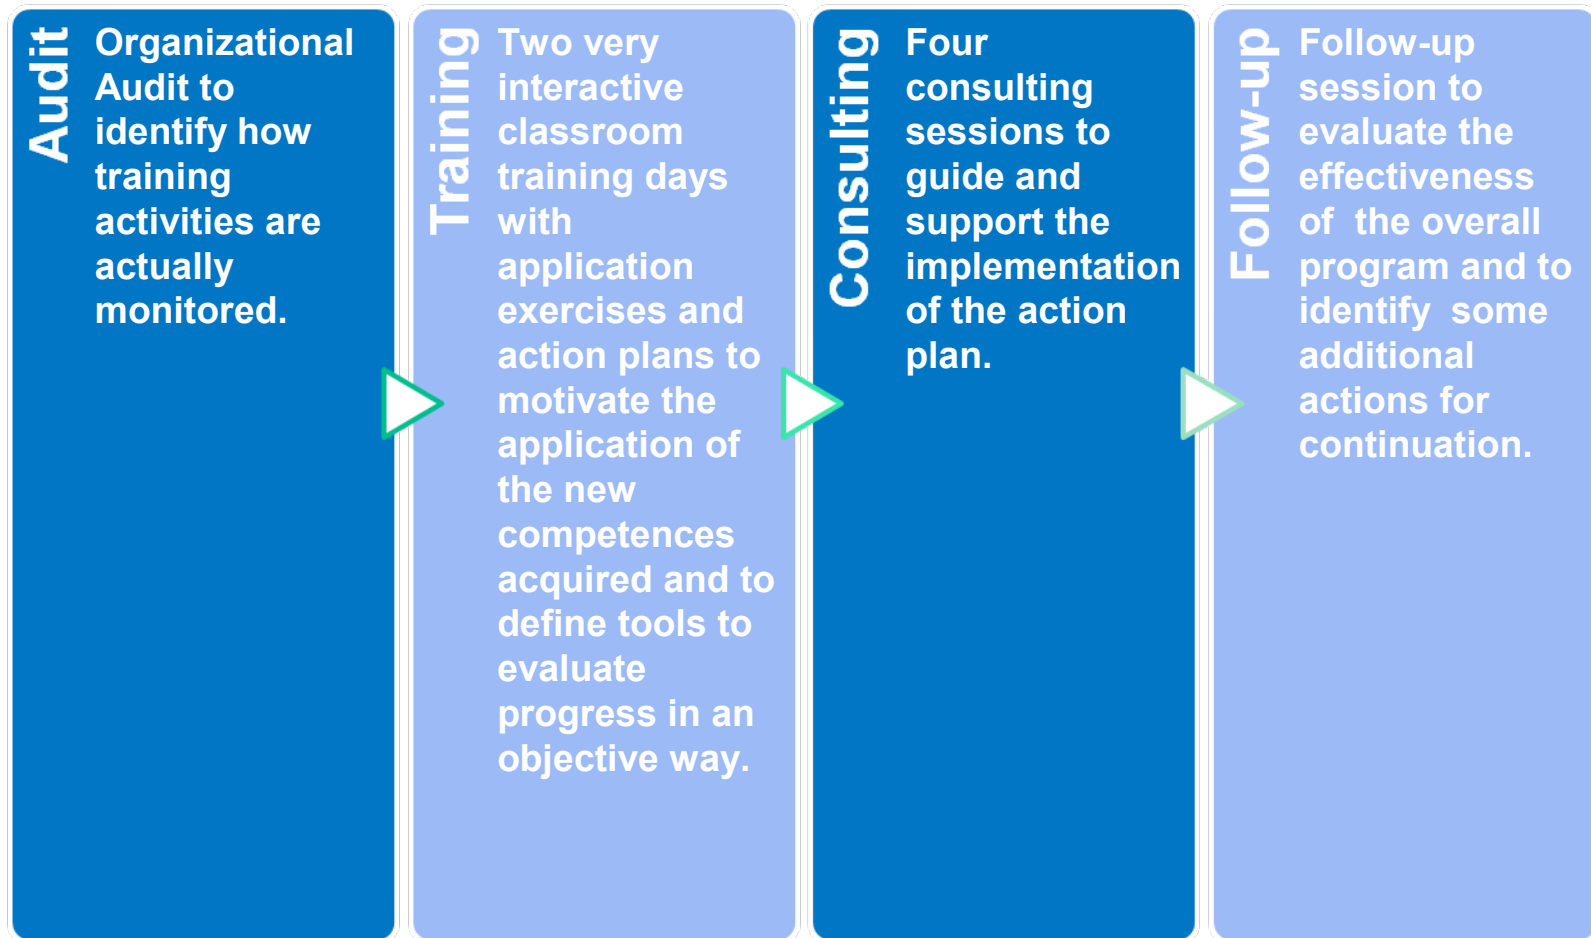 Audit
Organizational
Audit to
identify how
training
activities are
actually
monitored.
Training
Two very
interactive
classroom
training days
with
application
exercises and
action plans to
motivate the
application of
the new
competences
acquired and to
define tools to
evaluate
progress in an
objective way.
Consulting
Four
consulting
sessions to
guide and
support the
implementation
of the action
plan.
Follow-up
Follow-up
session to
evaluate the
effectiveness
of  the overall
program and to
identify  some
additional
actions for
continuation.